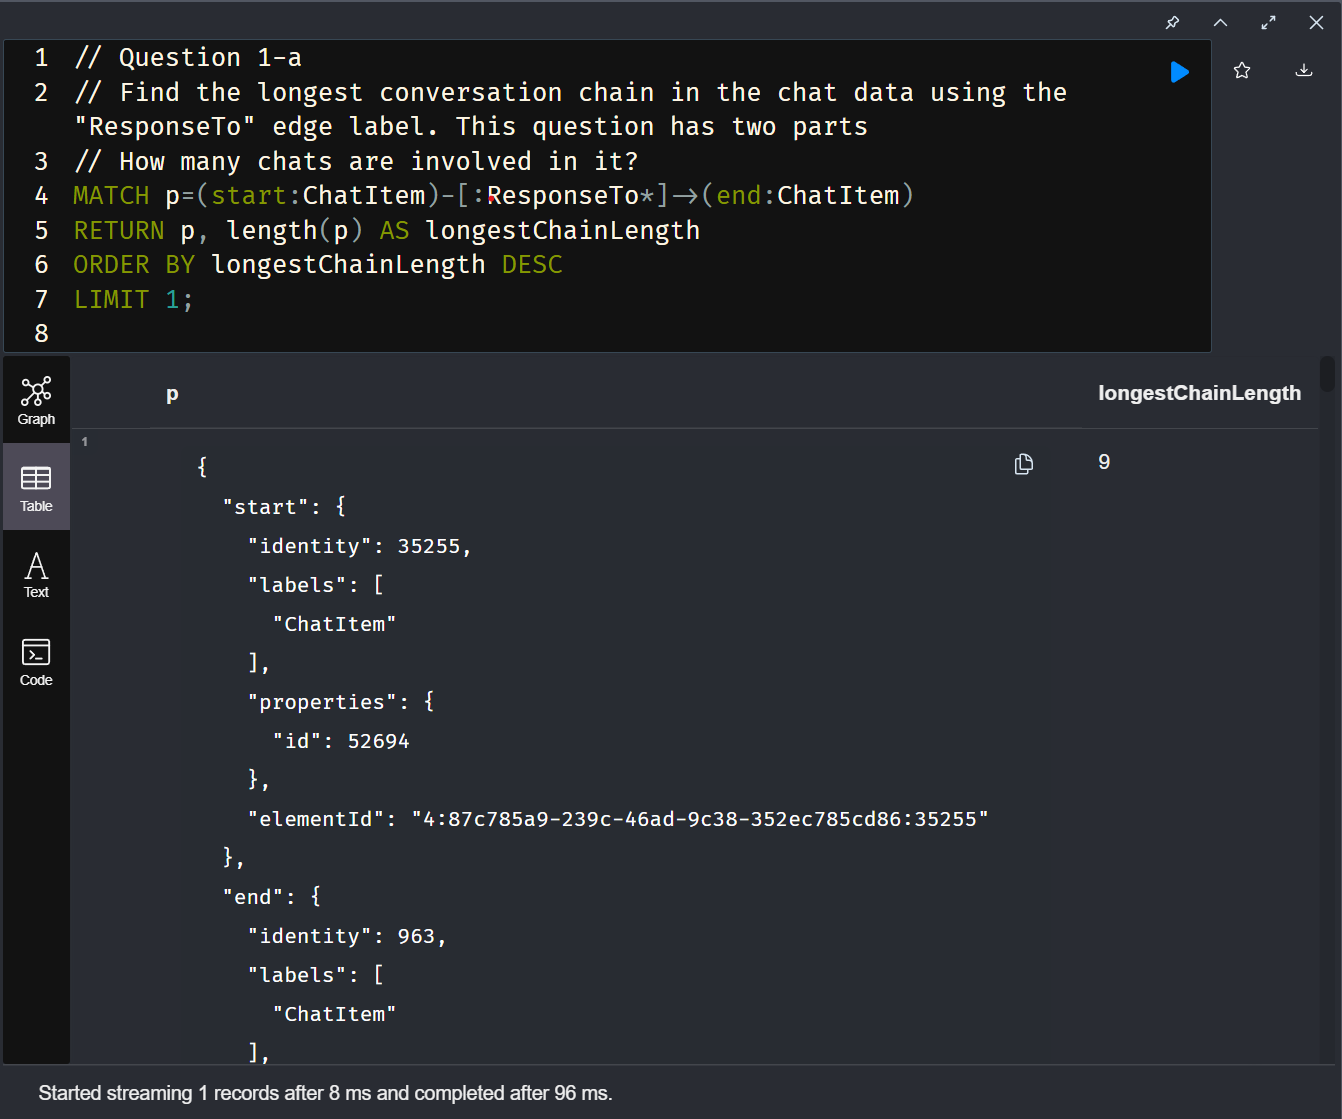 1 // Question 1-a
2 // Find the longest conversation chain in the chat data using the
"ResponseTo" edge label. This question has two parts
3 // How many chats are involved in it?
4 MATCH p=(start:ChatItem)-[:ResponseTo*]->(end:ChatItem)
5 RETURN p, length(p) AS longestChainLength
6 ORDER BY longestChainLength DESC
7 LIMIT 1;
8
Graph
Table
Text
Code
p longestChainLength
1
{ 9
"start": {
"identity": 35255,
"labels": [
"ChatItem"
],
"properties": {
"id": 52694
},
"elementId": "4:87c785a9-239c-46ad-9c38-352ec785cd86:35255"
},
"end": {
"identity": 963,
"labels": [
"ChatItem"
],
Started streaming 1 records after 8 ms and completed after 96 ms.